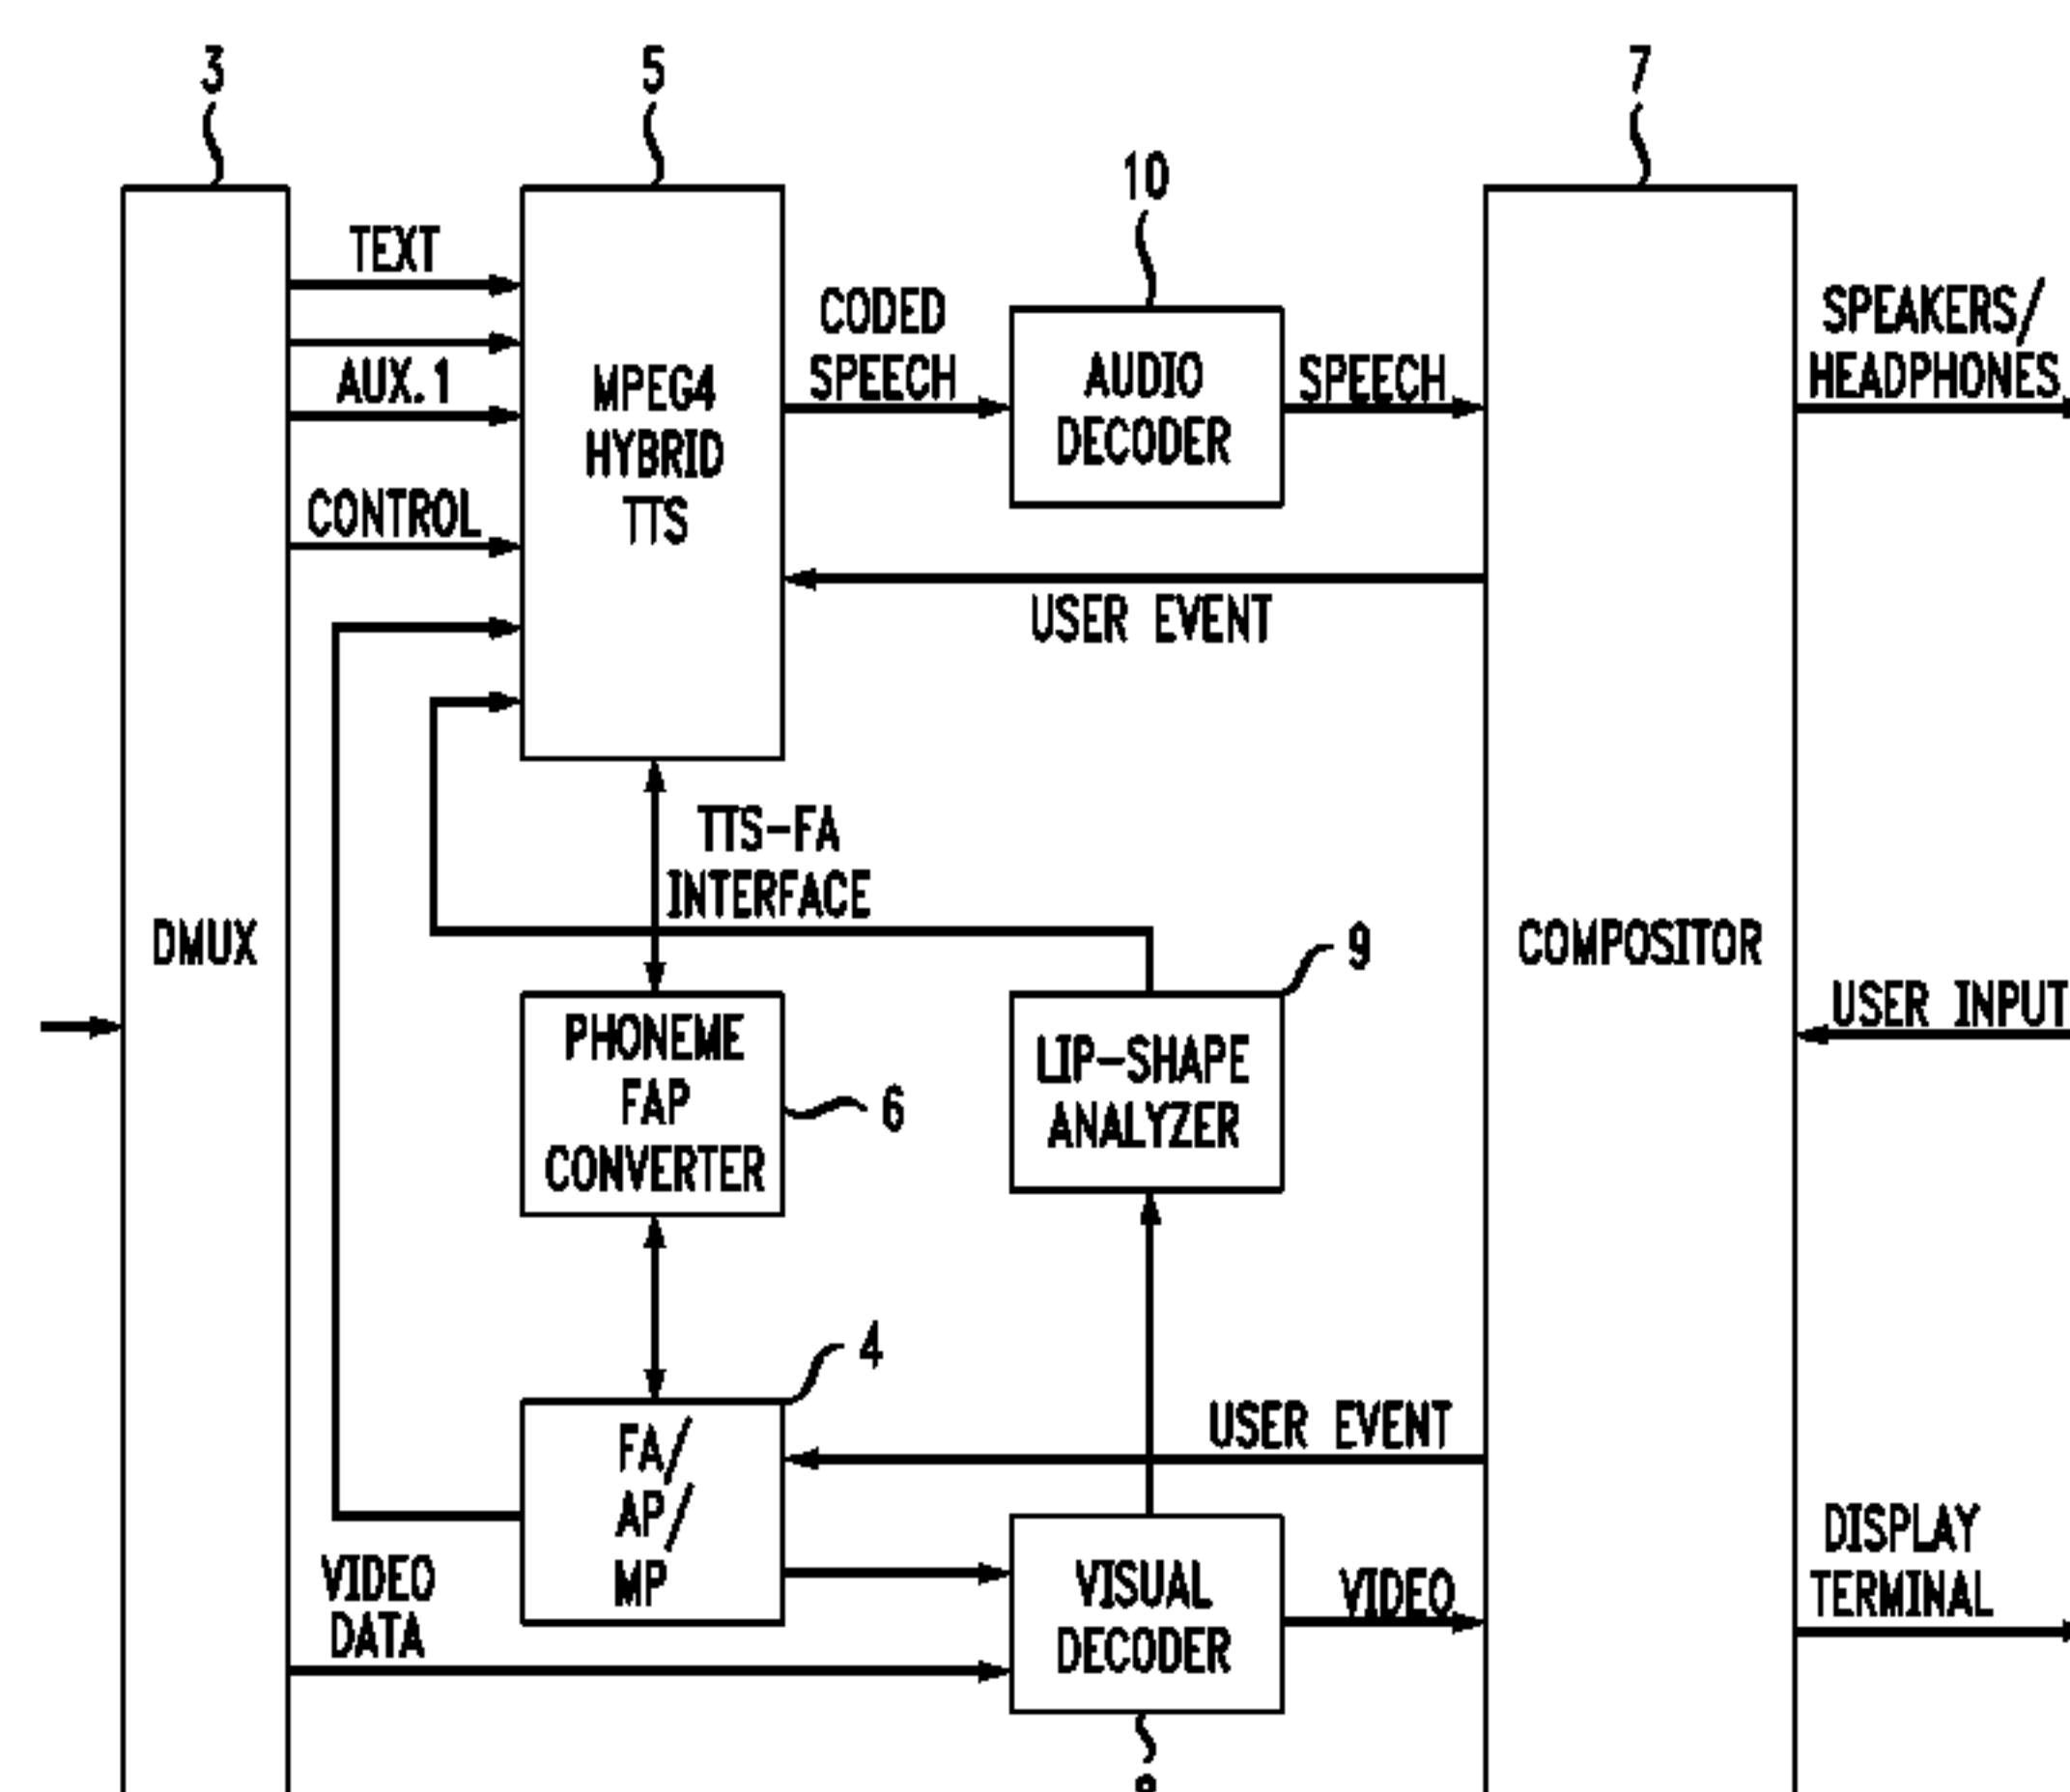 3
5
7
10
TEXT
AUX.1
CONTROL
MPEG4
HYBRID
TTS
CODED
SPEECH
AUDIO
DECODER
SPEECH
SPEAKERS/
HEADPHONES
USER EVENT
TTS-FA
INTERFACE
DMUX
COMPOSITOR
9
USER INPUT
PHONEME
FAP
CONVERTER
6
LIP-SHAPE
ANALYZER
4
USER EVENT
FA/
AP/
MP
VIDEO
DATA
VISUAL
DECODER
VIDEO
DISPLAY
TERMINAL